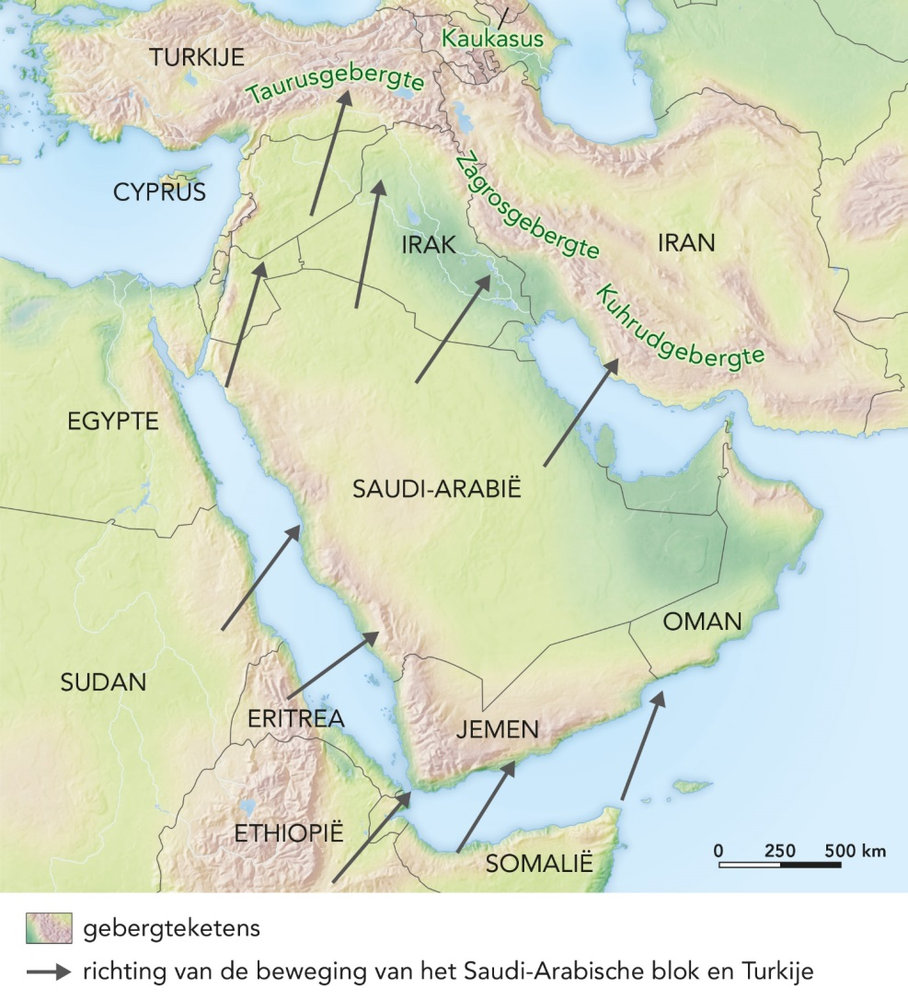 Kaukasus
TURKIJE
Taurusgebergte
CYPRUS
Zagrosgebergte
IRAK
IRAN
Kuhrudgebergte
EGYPTE
SAUDI-ARABIË
OMAN
SUDAN
ERITREA
JEMEN
ETHIOPIË
SOMALIË
0 250 500 km
gebergteketens
richting van de beweging van het Saudi-Arabische blok en Turkije